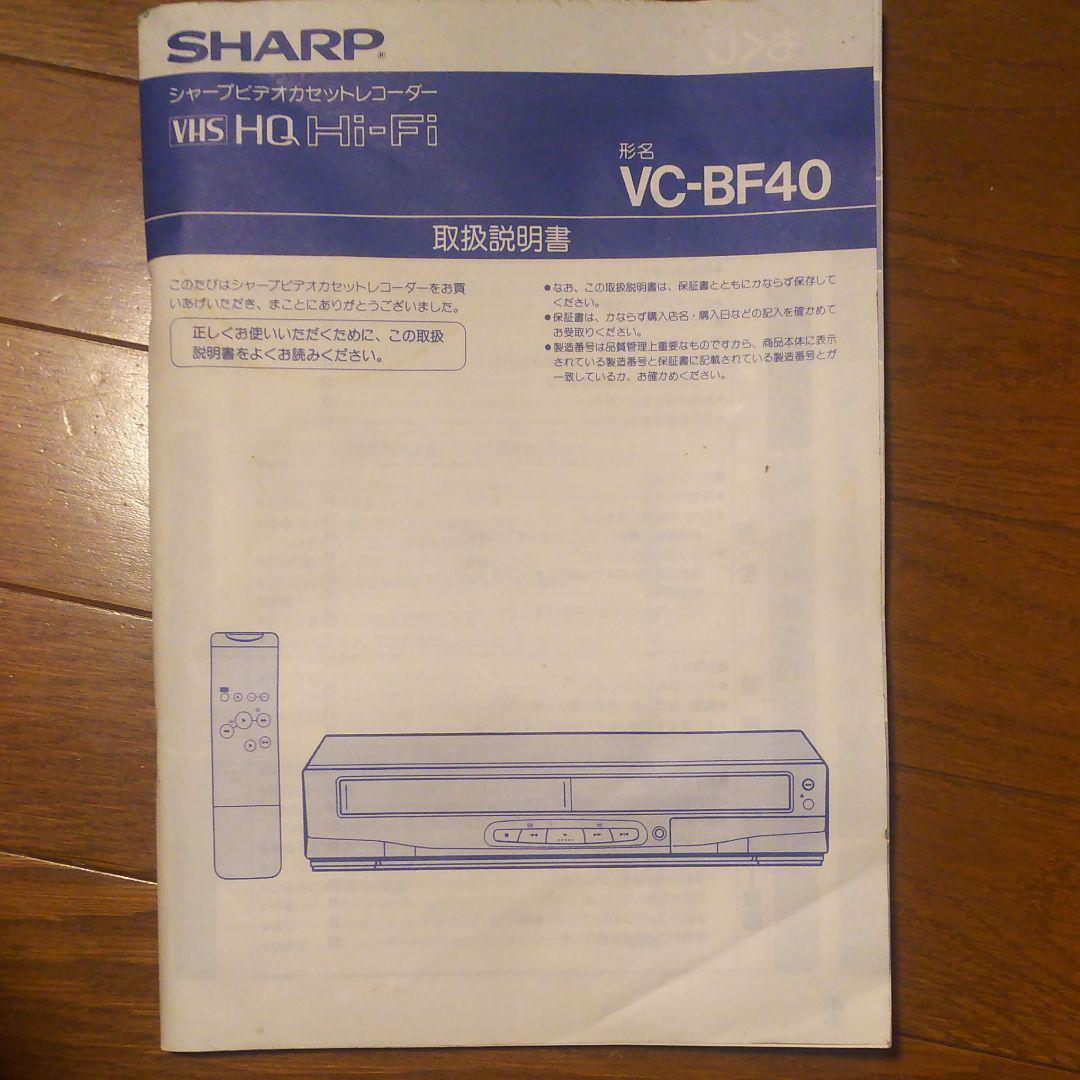 SHARP®
シャープビデオカセットレコーダー
VHS HQ Hi-Fi
形名
VC-BF40
取扱説明書
このたびはシャープビデオカセットレコーダーをお買
いあげいただき、まことにありがとうございました。
正しくお使いいただくために、この取扱
説明書をよくお読みください。
●なお、この取扱説明書は、保証書とともにかならず保存して
ください。
●保証書は、かならず購入店名・購入日などの記入を確かめて
お受取りください。
●製造番号は品質管理上重要なものですから、商品本体に表示
されている製造番号と保証書に記載されている製造番号とが
一致しているか、お確かめください。